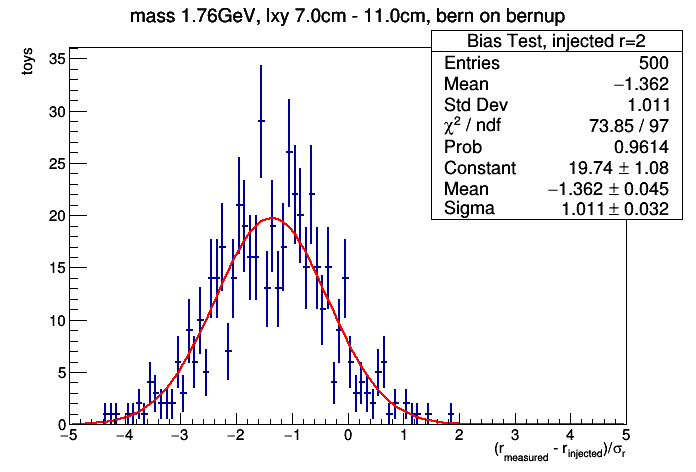 mass 1.76GeV, lxy 7.0cm - 11.0cm, bern on bernup
Bias Test, injected r=2
Entries 500
Mean −1.362
Std Dev 1.011
χ² / ndf 73.85 / 97
Prob 0.9614
Constant 19.74 ± 1.08
Mean −1.362 ± 0.045
Sigma 1.011 ± 0.032
toys
35
30
25
20
15
10
5
0
−5 −4 −3 −2 −1 0 1 2 3 4 5
(r_measured - r_injected)/σ_r